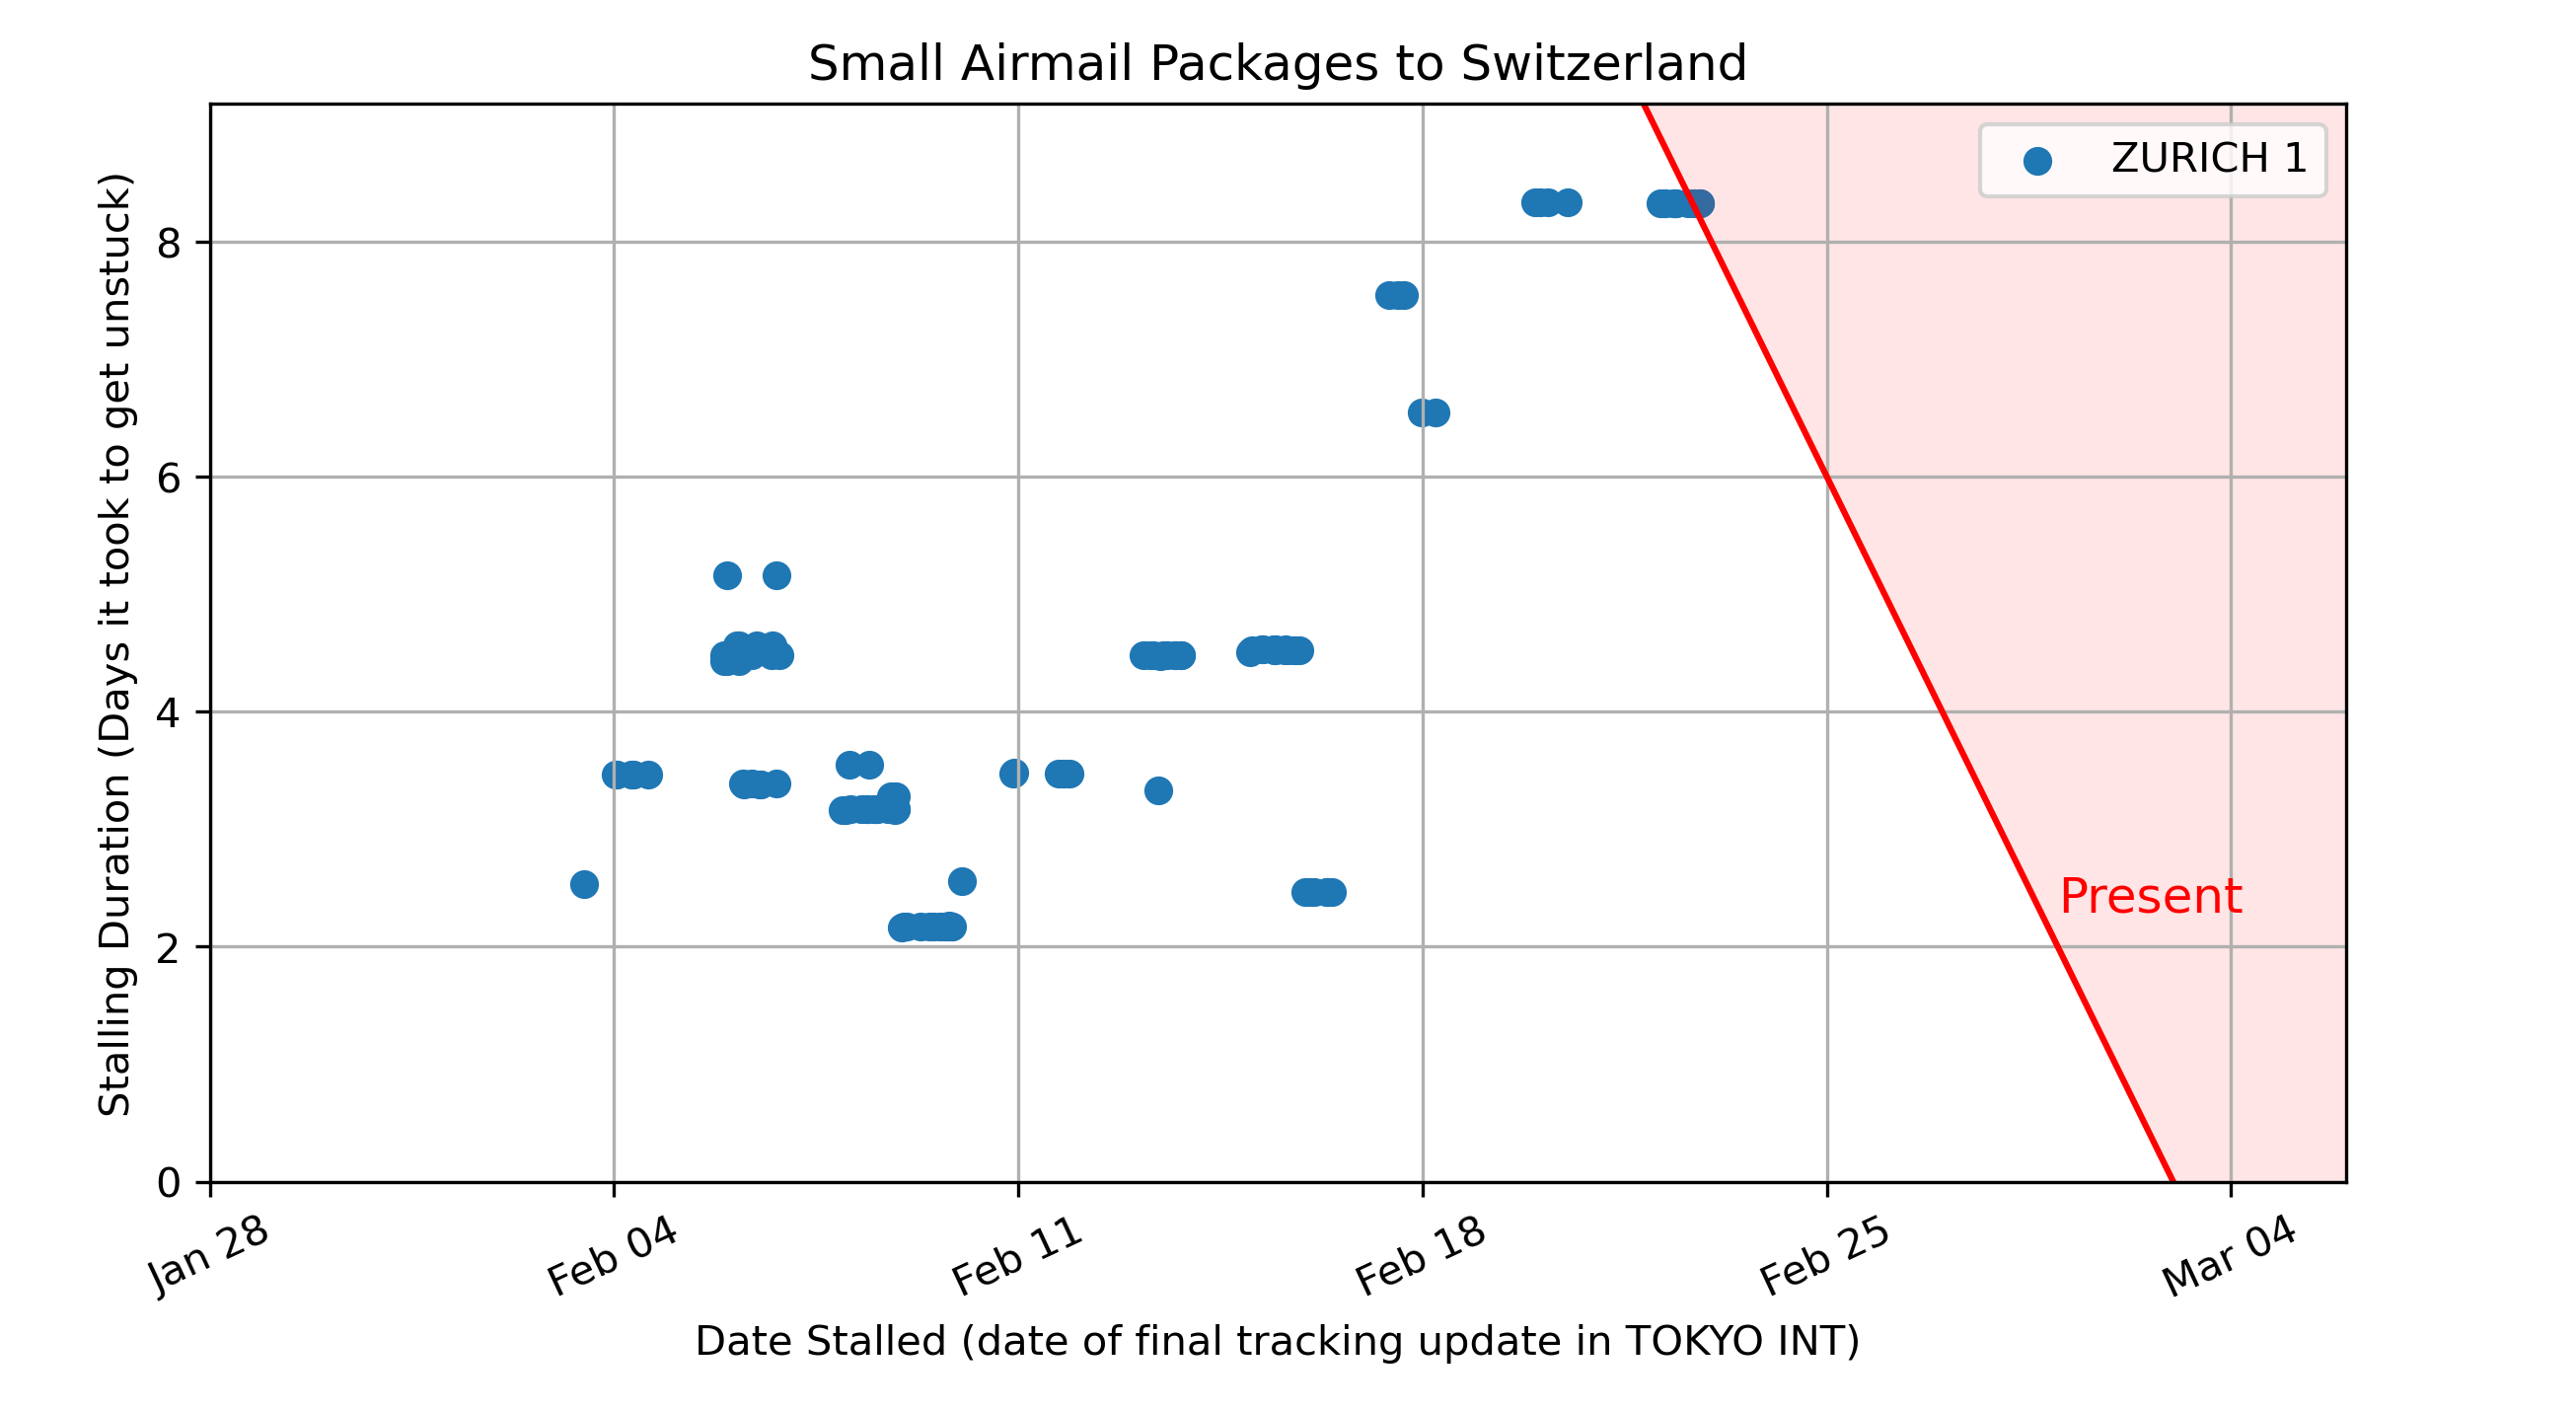 Small Airmail Packages to Switzerland
Stalling Duration (Days it took to get unstuck)
8
6
4
2
0
ZURICH 1
Present
Jan 28
Feb 04
Feb 11
Feb 18
Feb 25
Mar 04
Date Stalled (date of final tracking update in TOKYO INT)